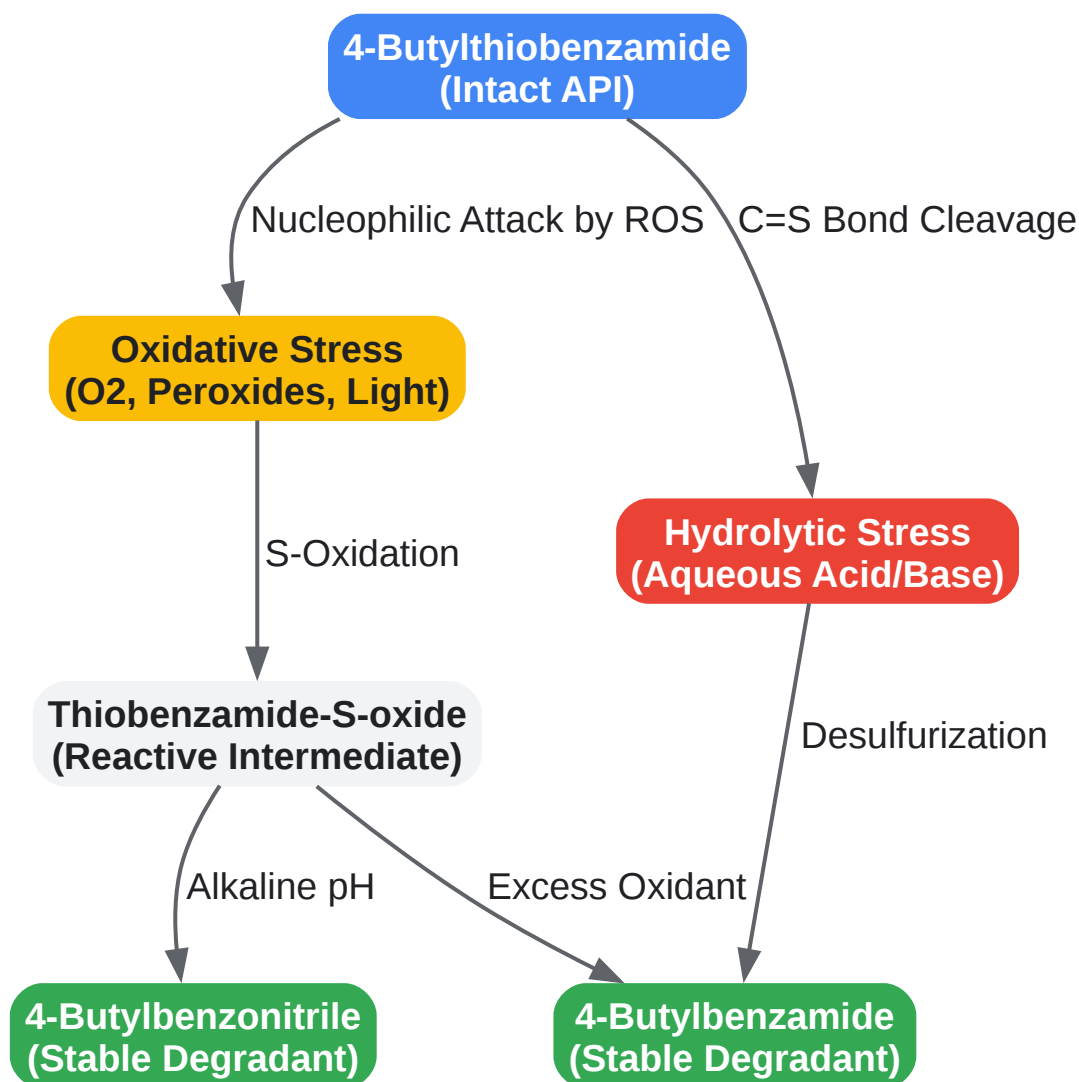 4-Butylthiobenzamide
(Intact API)
Nucleophilic Attack by ROS
C=S Bond Cleavage
Oxidative Stress
(O2, Peroxides, Light)
Hydrolytic Stress
(Aqueous Acid/Base)
S-Oxidation
Thiobenzamide-S-oxide
(Reactive Intermediate)
Desulfurization
Alkaline pH
Excess Oxidant
4-Butylbenzonitrile
(Stable Degradant)
4-Butylbenzamide
(Stable Degradant)